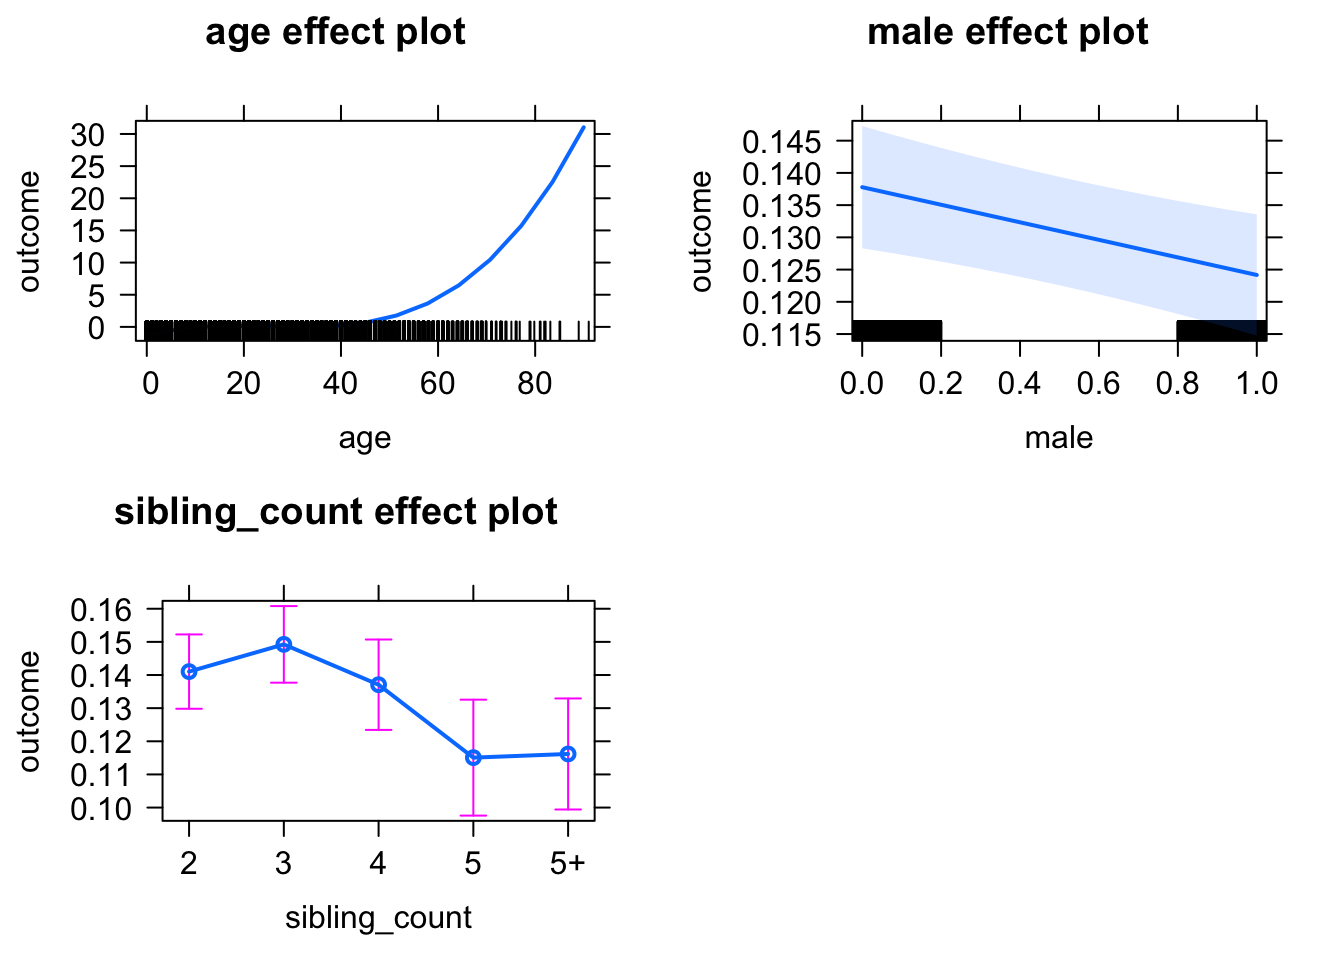 age effect plot
outcome
30
25
20
15
10
5
0
0 20 40 60 80
age
male effect plot
outcome
0.145
0.140
0.135
0.130
0.125
0.120
0.115
0.0 0.2 0.4 0.6 0.8 1.0
male
sibling_count effect plot
outcome
0.16
0.15
0.14
0.13
0.12
0.11
0.10
2 3 4 5 5+
sibling_count